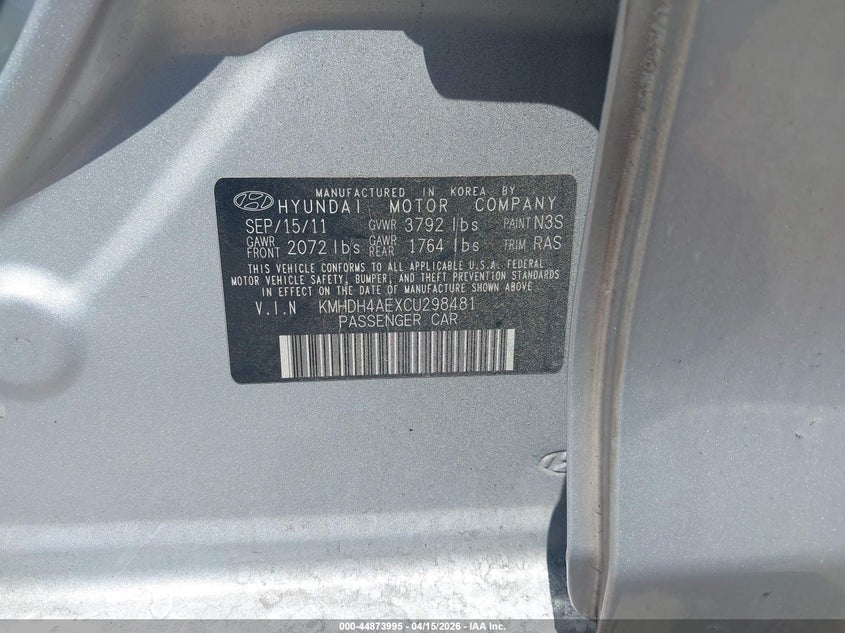 MANUFACTURED IN KOREA BY
HYUNDAI MOTOR COMPANY
SEP/15/11 GVWR 3792 lbs PAINT N3S
GAWR FRONT 2072 lbs GAWR REAR 1764 lbs TRIM RAS
THIS VEHICLE CONFORMS TO ALL APPLICABLE U.S.A. FEDERAL
MOTOR VEHICLE SAFETY, BUMPER, AND THEFT PREVENTION STANDARDS
IN EFFECT ON THE DATE OF MANUFACTURE SHOWN ABOVE
V.I.N KMHDH4AEXCU298481
PASSENGER CAR
000-44873995 - 04/15/2026 - IAA Inc.